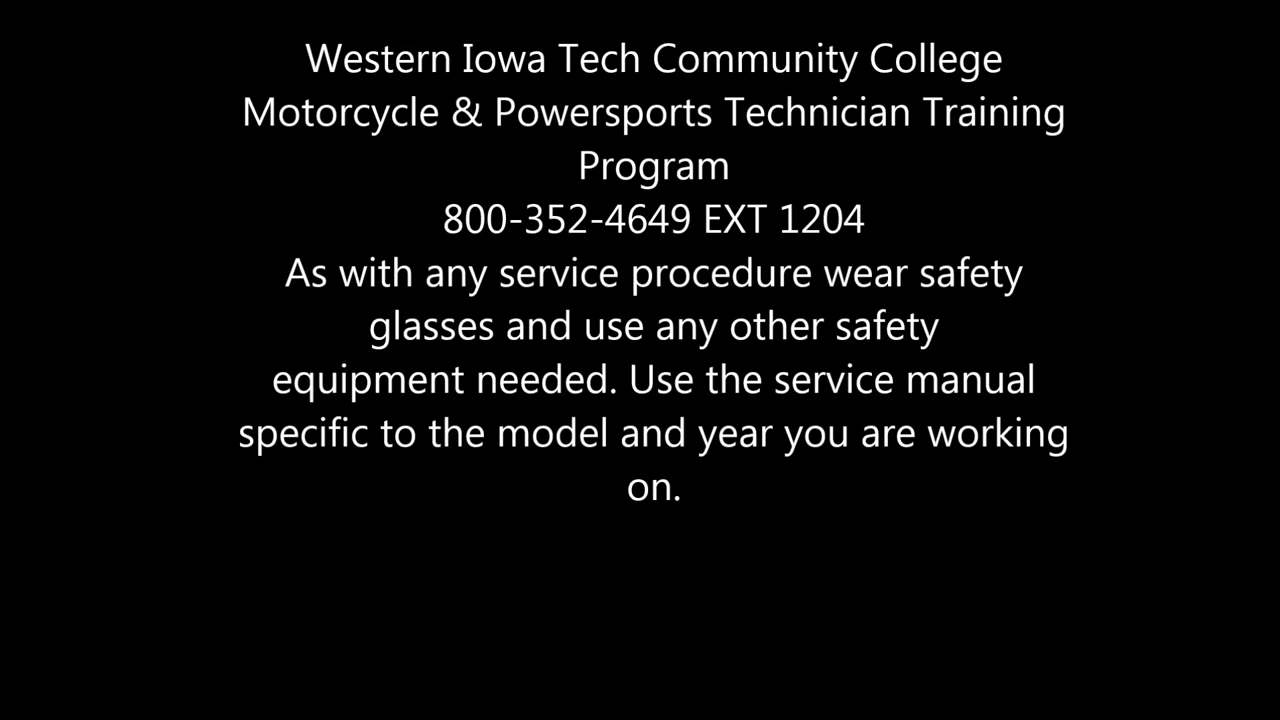 Western Iowa Tech Community College
Motorcycle & Powersports Technician Training
Program
800-352-4649 EXT 1204
As with any service procedure wear safety
glasses and use any other safety
equipment needed. Use the service manual
specific to the model and year you are working
on.